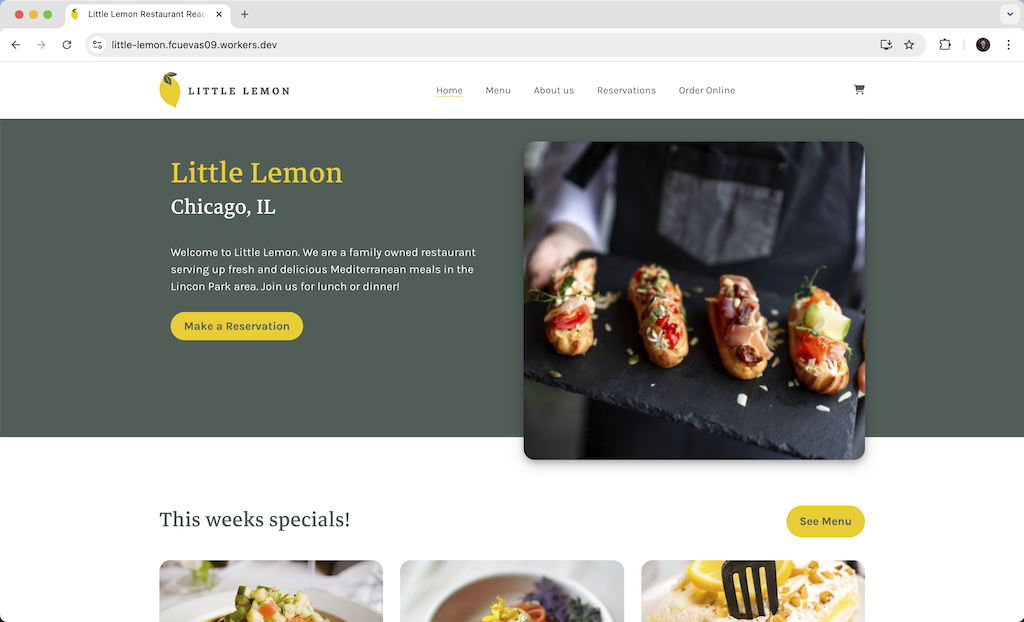 Little Lemon Restaurant Reac
little-lemon.fcuevas09.workers.dev
LITTLE LEMON
Home Menu About us Reservations Order Online
Little Lemon
Chicago, IL
Welcome to Little Lemon. We are a family owned restaurant
serving up fresh and delicious Mediterranean meals in the
Lincon Park area. Join us for lunch or dinner!
Make a Reservation
This weeks specials!
See Menu